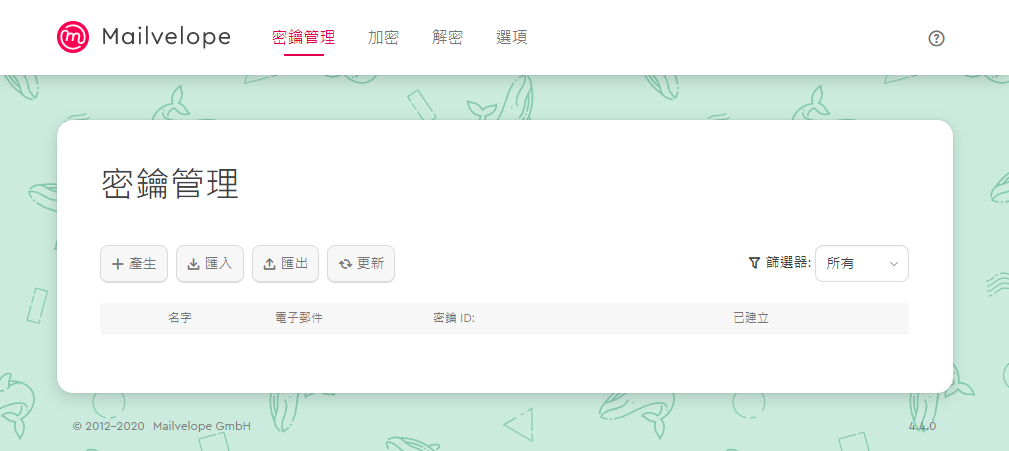 Mailvelope 密鑰管理 加密 解密 選項
密鑰管理
產生 匯入 匯出 更新 篩選器: 所有
名字 電子郵件 密鑰 ID: 已建立
© 2012-2020 Mailvelope GmbH 4.4.0